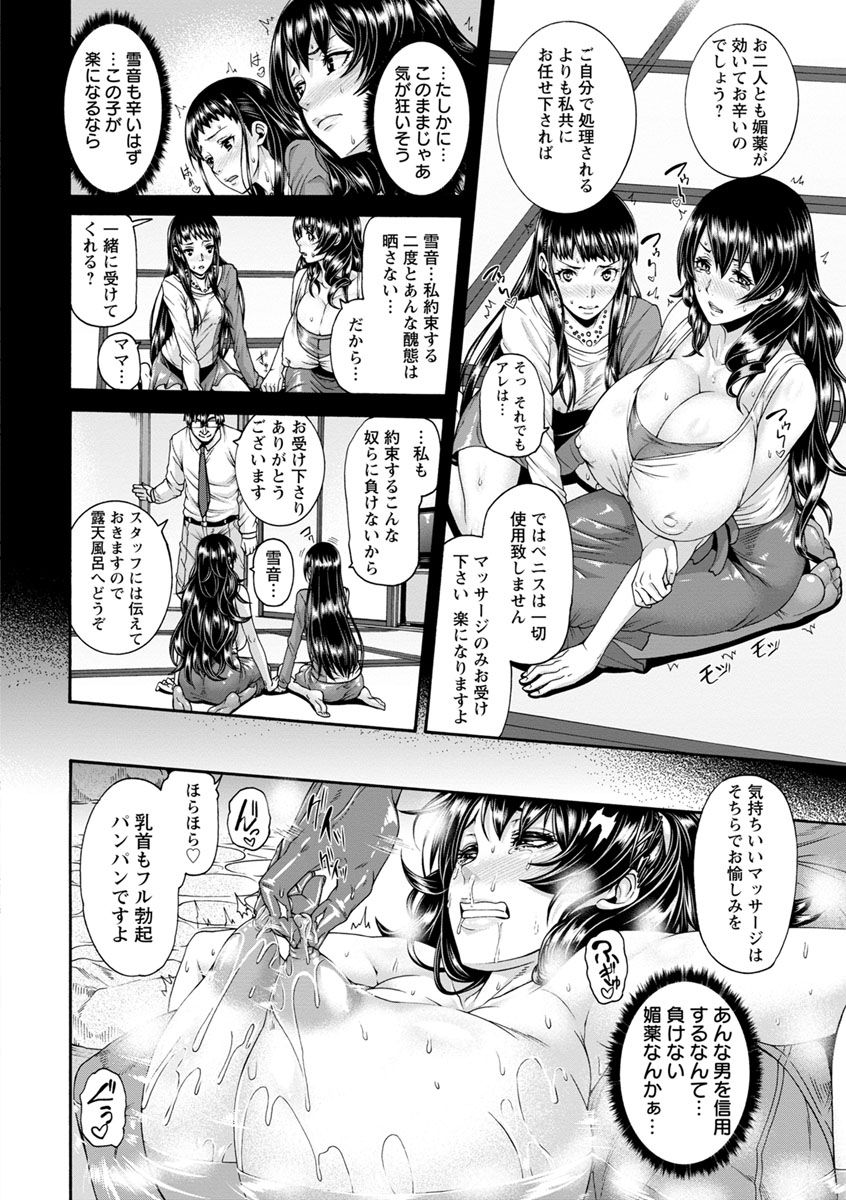 お二人とも媚薬が
効いてお辛いの
でしょう？
ご自分で処理される
よりも私共に
お任せ下されば
そっ それでも
アレは…
ではペニスは一切
使用致しません
マッサージのみお受け
下さい 楽になりますよ
モジッ
モジ
…たしかに…
このままじゃあ
気が狂いそう
雪音も辛いはず
…この子が
楽になるなら
雪音…私約束する
二度とあんな醜態は
晒さない…
だから…
一緒に受けて
くれる？
ママ…
…私も
約束するこんな
奴らに負けないから
雪音…
お受け下さり
ありがとう
ございます
スタッフには伝えて
おきますので
露天風呂へどうぞ
気持ちいいマッサージは
そちらでお愉しみを
あんな男を信用
するなんて…
負けない
媚薬なんかぁ…
ふぎゅ♡
ほらほら♡
乳首もフル勃起
パンパンですよ